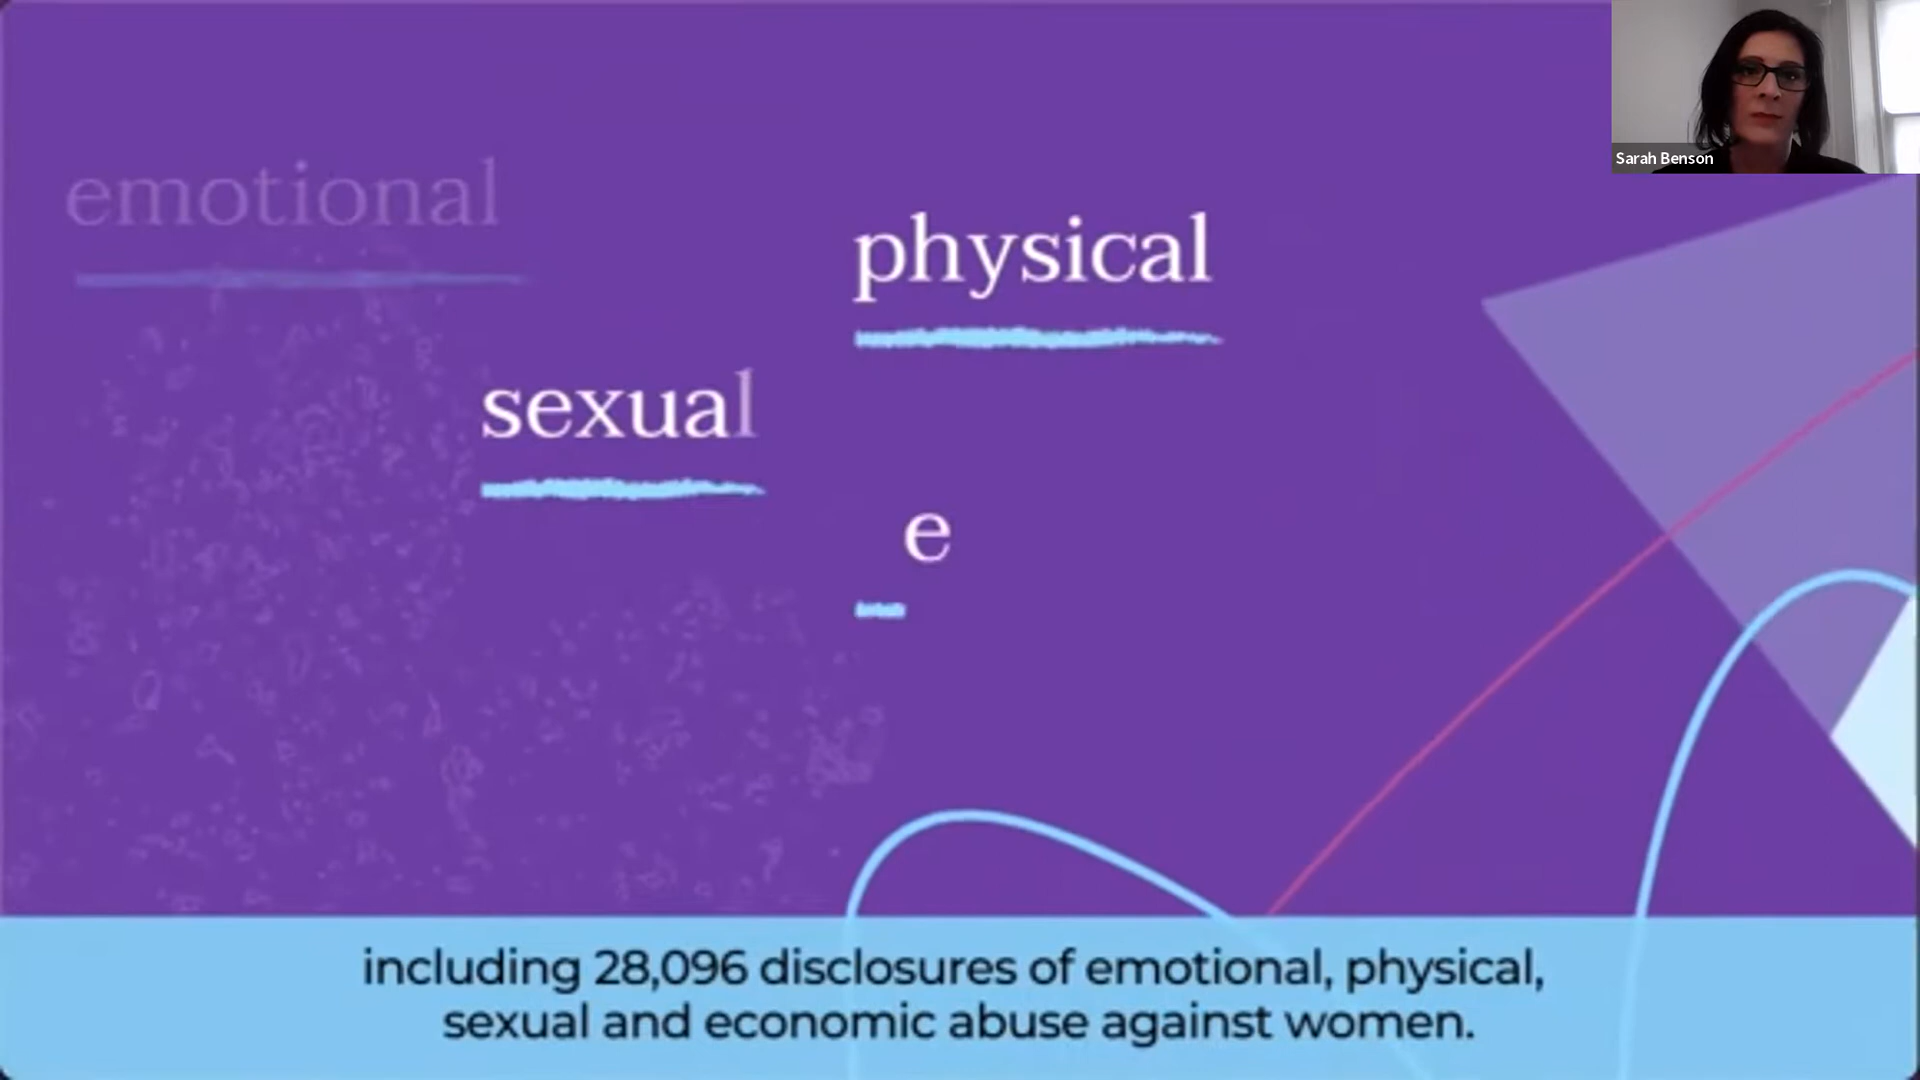 Sarah Benson
emotional
physical
sexual
e
including 28,096 disclosures of emotional, physical,
sexual and economic abuse against women.